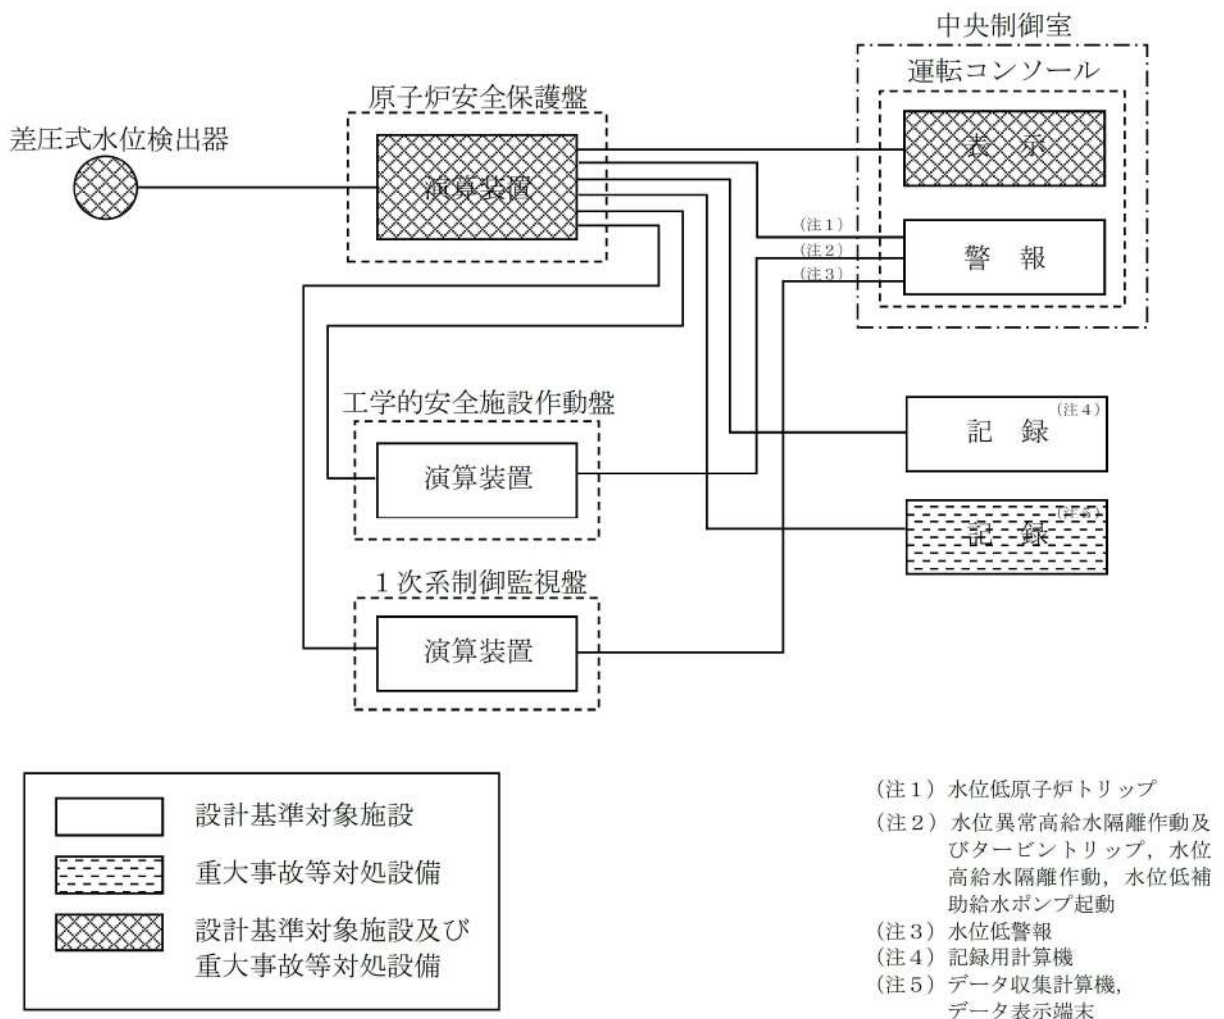 中央制御室
運転コンソール
原子炉安全保護盤
差圧式水位検出器
表　示
演算装置
(注１)
(注２)
(注３)
警　報
工学的安全施設作動盤
演算装置
記　録
(注４)
記　録
(注５)
１次系制御監視盤
演算装置
設計基準対象施設
重大事故等対処設備
設計基準対象施設及び
重大事故等対処設備
(注１) 水位低原子炉トリップ
(注２) 水位異常高給水隔離作動及
びタービントリップ，水位
高給水隔離作動，水位低補
助給水ポンプ起動
(注３) 水位低警報
(注４) 記録用計算機
(注５) データ収集計算機，
データ表示端末